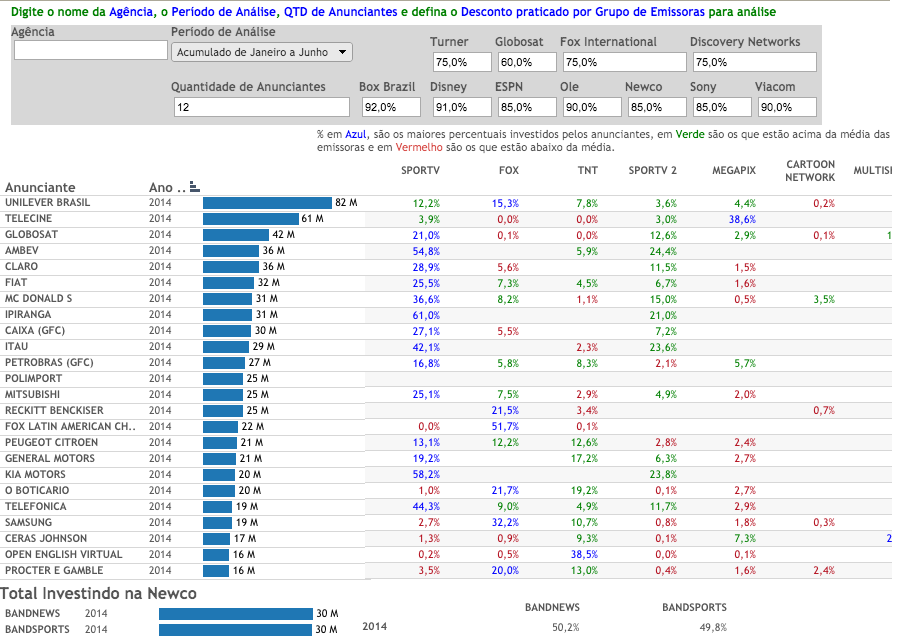 Digite o nome da Agência, o Período de Análise, QTD de Anunciantes e defina o Desconto praticado por Grupo de Emissoras para análise
Agência Período de Análise
Acumulado de Janeiro a Junho
Turner Globosat Fox International Discovery Networks
75,0% 60,0% 75,0% 75,0%
Quantidade de Anunciantes Box Brazil Disney ESPN Ole Newco Sony Viacom
12 92,0% 91,0% 85,0% 90,0% 85,0% 85,0% 90,0%
% em Azul, são os maiores percentuais investidos pelos anunciantes, em Verde são os que estão acima da média das
emissoras e em Vermelho são os que estão abaixo da média.
Anunciante Ano .. SPORTV FOX TNT SPORTV 2 MEGAPIX CARTOON NETWORK MULTISH
UNILEVER BRASIL 2014 82 M 12,2% 15,3% 7,8% 3,6% 4,4% 0,2%
TELECINE 2014 61 M 3,9% 0,0% 0,0% 3,0% 38,6%
GLOBOSAT 2014 42 M 21,0% 0,1% 0,0% 12,6% 2,9% 0,1% 1
AMBEV 2014 36 M 54,8% 5,9% 24,4%
CLARO 2014 36 M 28,9% 5,6% 11,5% 1,5%
FIAT 2014 32 M 25,5% 7,3% 4,5% 6,7% 1,6%
MC DONALD S 2014 31 M 36,6% 8,2% 1,1% 15,0% 0,5% 3,5%
IPIRANGA 2014 31 M 61,0% 21,0%
CAIXA (GFC) 2014 30 M 27,1% 5,5% 7,2%
ITAU 2014 29 M 42,1% 2,3% 23,6%
PETROBRAS (GFC) 2014 27 M 16,8% 5,8% 8,3% 2,1% 5,7%
POLIMPORT 2014 25 M
MITSUBISHI 2014 25 M 25,1% 7,5% 2,9% 4,9% 2,0%
RECKITT BENCKISER 2014 25 M 21,5% 3,4% 0,7%
FOX LATIN AMERICAN CH.. 2014 22 M 0,0% 51,7% 0,1%
PEUGEOT CITROEN 2014 21 M 13,1% 12,2% 12,6% 2,8% 2,4%
GENERAL MOTORS 2014 21 M 19,2% 17,2% 6,3% 2,7%
KIA MOTORS 2014 20 M 58,2% 23,8%
O BOTICARIO 2014 20 M 1,0% 21,7% 19,2% 0,1% 2,7%
TELEFONICA 2014 19 M 44,3% 9,0% 4,9% 11,7% 2,9%
SAMSUNG 2014 19 M 2,7% 32,2% 10,7% 0,8% 1,8% 0,3%
CERAS JOHNSON 2014 17 M 1,3% 0,9% 9,3% 0,1% 7,3% 2
OPEN ENGLISH VIRTUAL 2014 16 M 0,2% 0,5% 38,5% 0,0% 0,1%
PROCTER E GAMBLE 2014 16 M 3,5% 20,0% 13,0% 0,4% 1,6% 2,4%
Total Investindo na Newco
BANDNEWS 2014 30 M BANDNEWS BANDSPORTS
BANDSPORTS 2014 30 M 2014 50,2% 49,8%